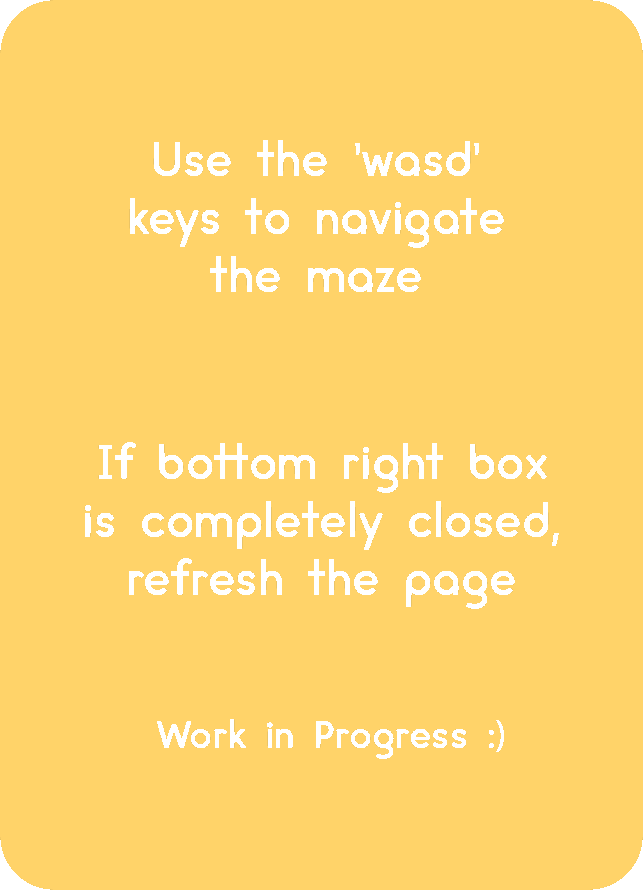 Use the 'wasd'
keys to navigate
the maze
If bottom right box
is completely closed,
refresh the page
Work in Progress :)